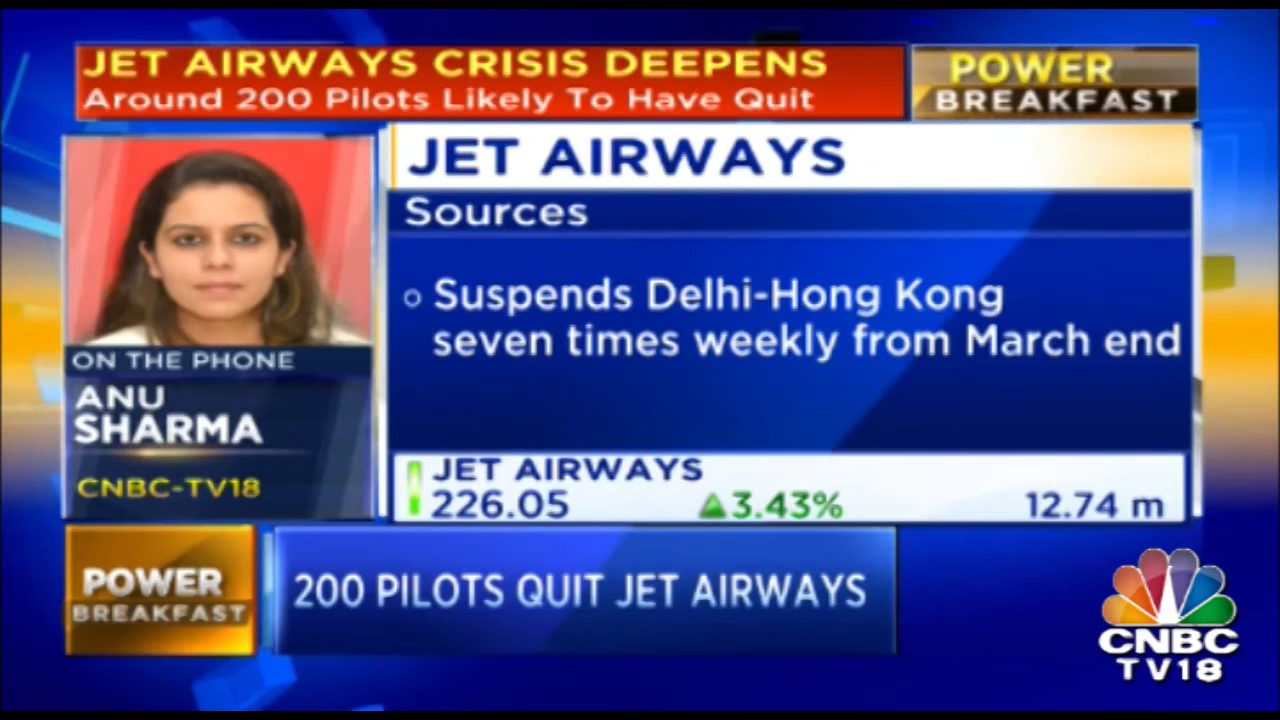 JET AIRWAYS CRISIS DEEPENS
Around 200 Pilots Likely To Have Quit
POWER
BREAKFAST
JET AIRWAYS
Sources
Suspends Delhi-Hong Kong
seven times weekly from March end
ON THE PHONE
ANU
SHARMA
CNBC-TV18
JET AIRWAYS
226.05 3.43% 12.74 m
POWER
BREAKFAST
200 PILOTS QUIT JET AIRWAYS
CNBC
TV18